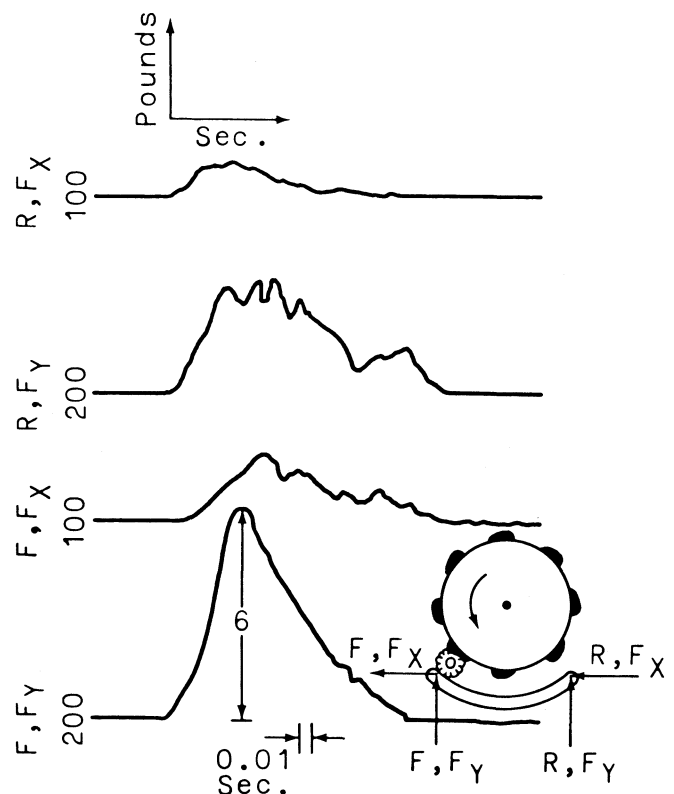 Pounds
Sec.
R,FX
100
R,FY
200
F,FX
100
6
F,FY
200
0.01
Sec.
F,FX
R,FX
F,FY
R,FY